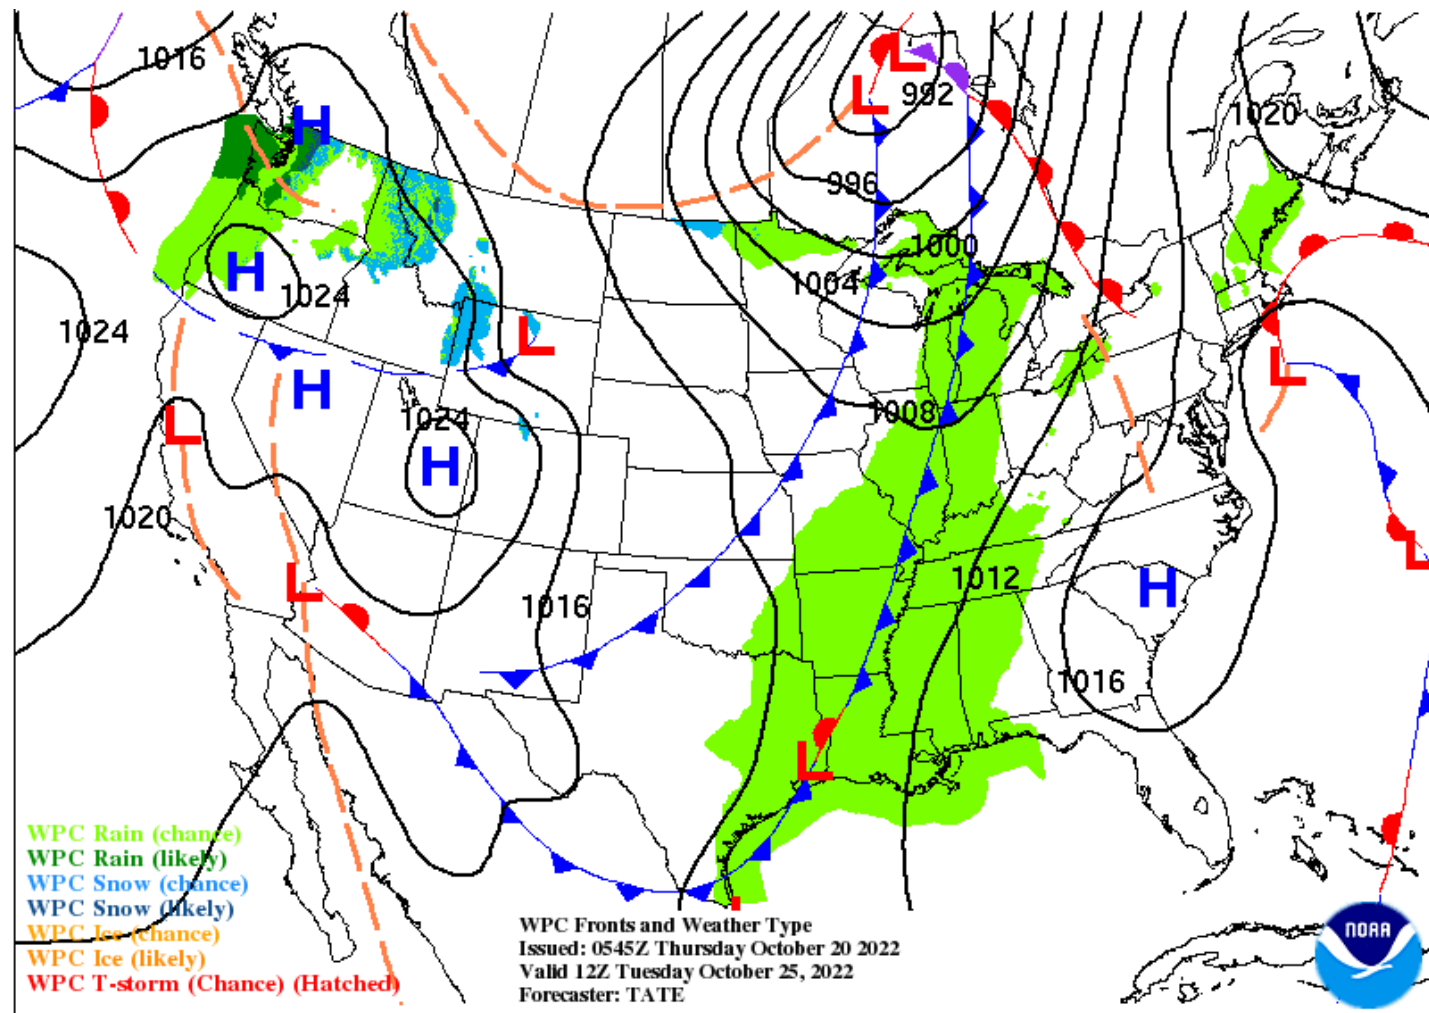 1016
992
1020
H
L
L
996
1000
1004
H
1024
1024
L
L
H
1024
1008
L
H
1020
L
1012
H
L
1016
1016
L
WPC Rain (chance)
WPC Rain (likely)
WPC Snow (chance)
WPC Snow (likely)
WPC Ice (chance)
WPC Ice (likely)
WPC T-storm (Chance) (Hatched)
WPC Fronts and Weather Type
Issued: 0545Z Thursday October 20 2022
Valid 12Z Tuesday October 25, 2022
Forecaster: TATE
NOAA